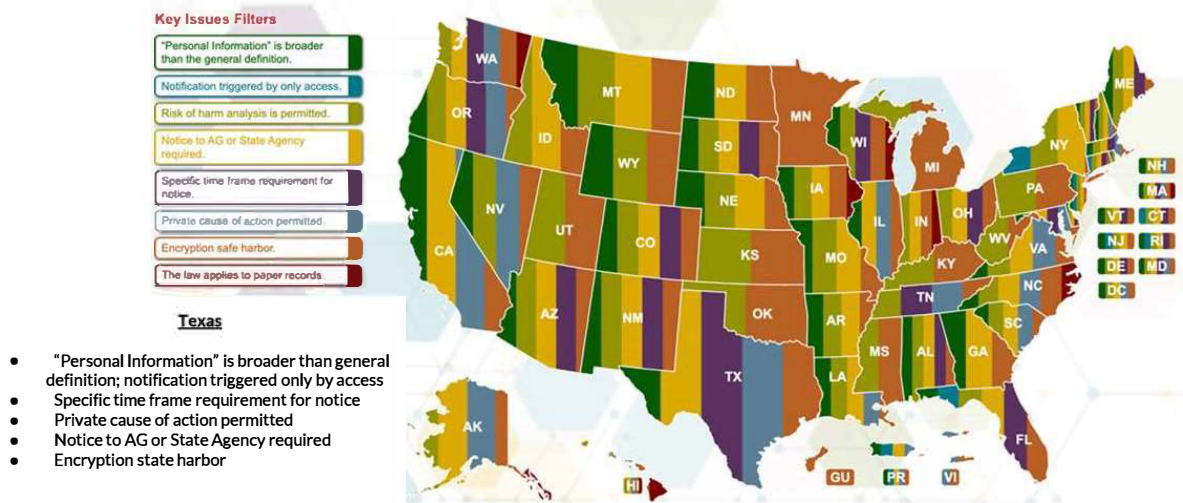 Key Issues Filters
"Personal Information" is broader
than the general definition.
Notification triggered by only access.
Risk of harm analysis is permitted.
Notice to AG or State Agency
required.
Specific time frame requirement for
notice.
Private cause of action permitted.
Encryption safe harbor.
The law applies to paper records
Texas
“Personal Information” is broader than general
definition; notification triggered only by access
Specific time frame requirement for notice
Private cause of action permitted
Notice to AG or State Agency required
Encryption state harbor
WA
OR
ID
MT
ND
MN
SD
WY
WI
MI
NY
ME
NV
CA
UT
CO
NE
IA
KS
MO
IL
IN
OH
PA
WV
KY
VA
TN
NC
SC
AZ
NM
OK
AR
MS
AL
GA
TX
LA
FL
AK
HI
GU
PR
VI
NH
MA
VT
CT
NJ
RI
DE
MD
DC